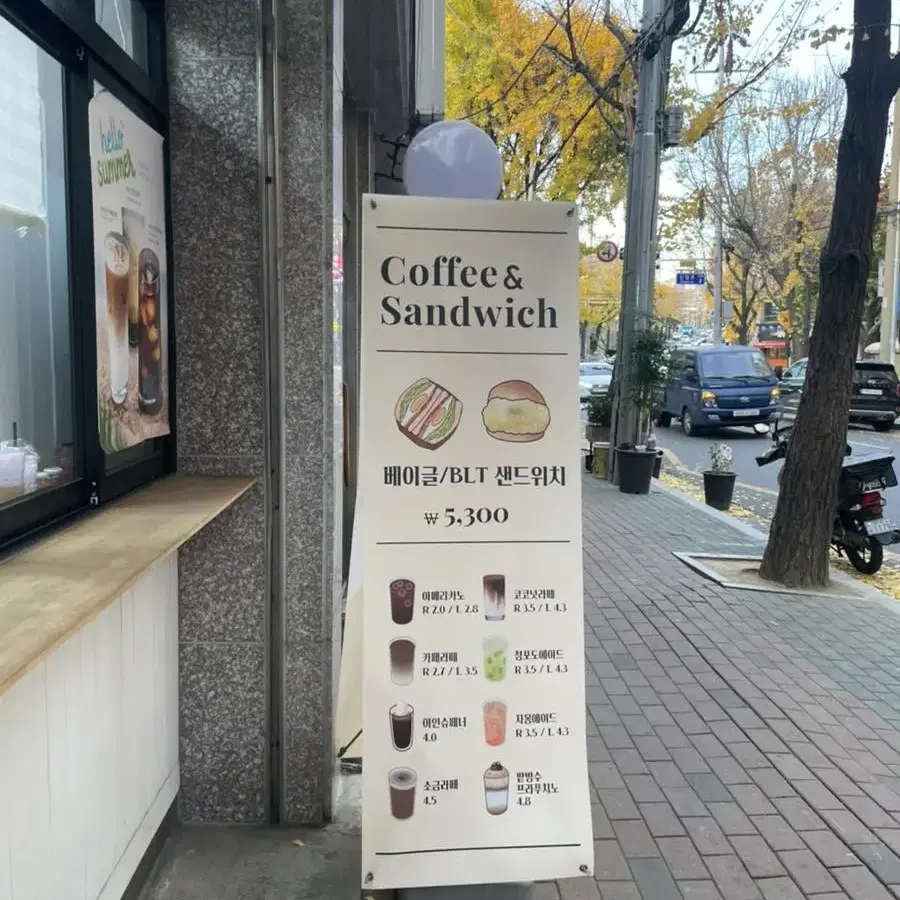 hello
summer
Coffee &
Sandwich
베이글/BLT 샌드위치
₩ 5,300
아메리카노
R 2.0 / L 2.8
코코넛라떼
R 3.5 / L 4.3
카페라떼
R 2.7 / L 3.5
청포도에이드
R 3.5 / L 4.3
아인슈페너
4.0
자몽에이드
R 3.5 / L 4.3
소금라떼
4.5
팥빙수
프라푸치노
4.8